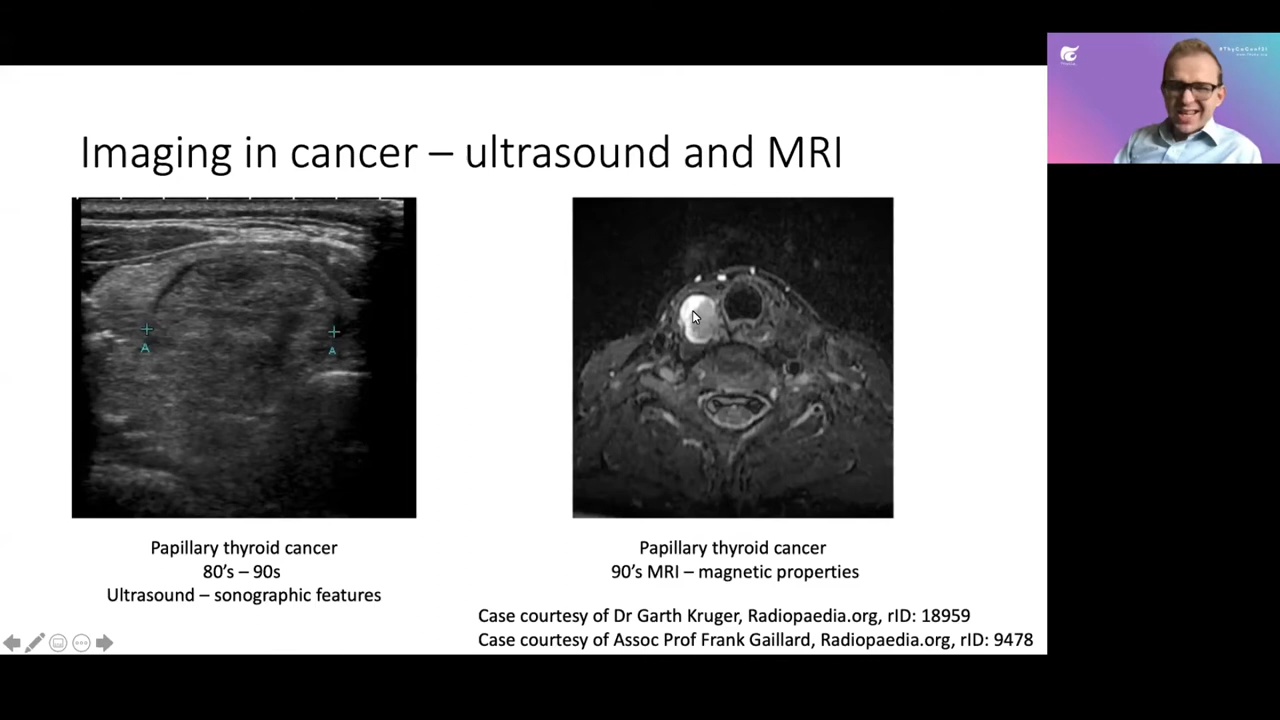 Imaging in cancer – ultrasound and MRI
A
A
Papillary thyroid cancer
80's – 90s
Ultrasound – sonographic features
Papillary thyroid cancer
90's MRI – magnetic properties
Case courtesy of Dr Garth Kruger, Radiopaedia.org, rID: 18959
Case courtesy of Assoc Prof Frank Gaillard, Radiopaedia.org, rID: 9478